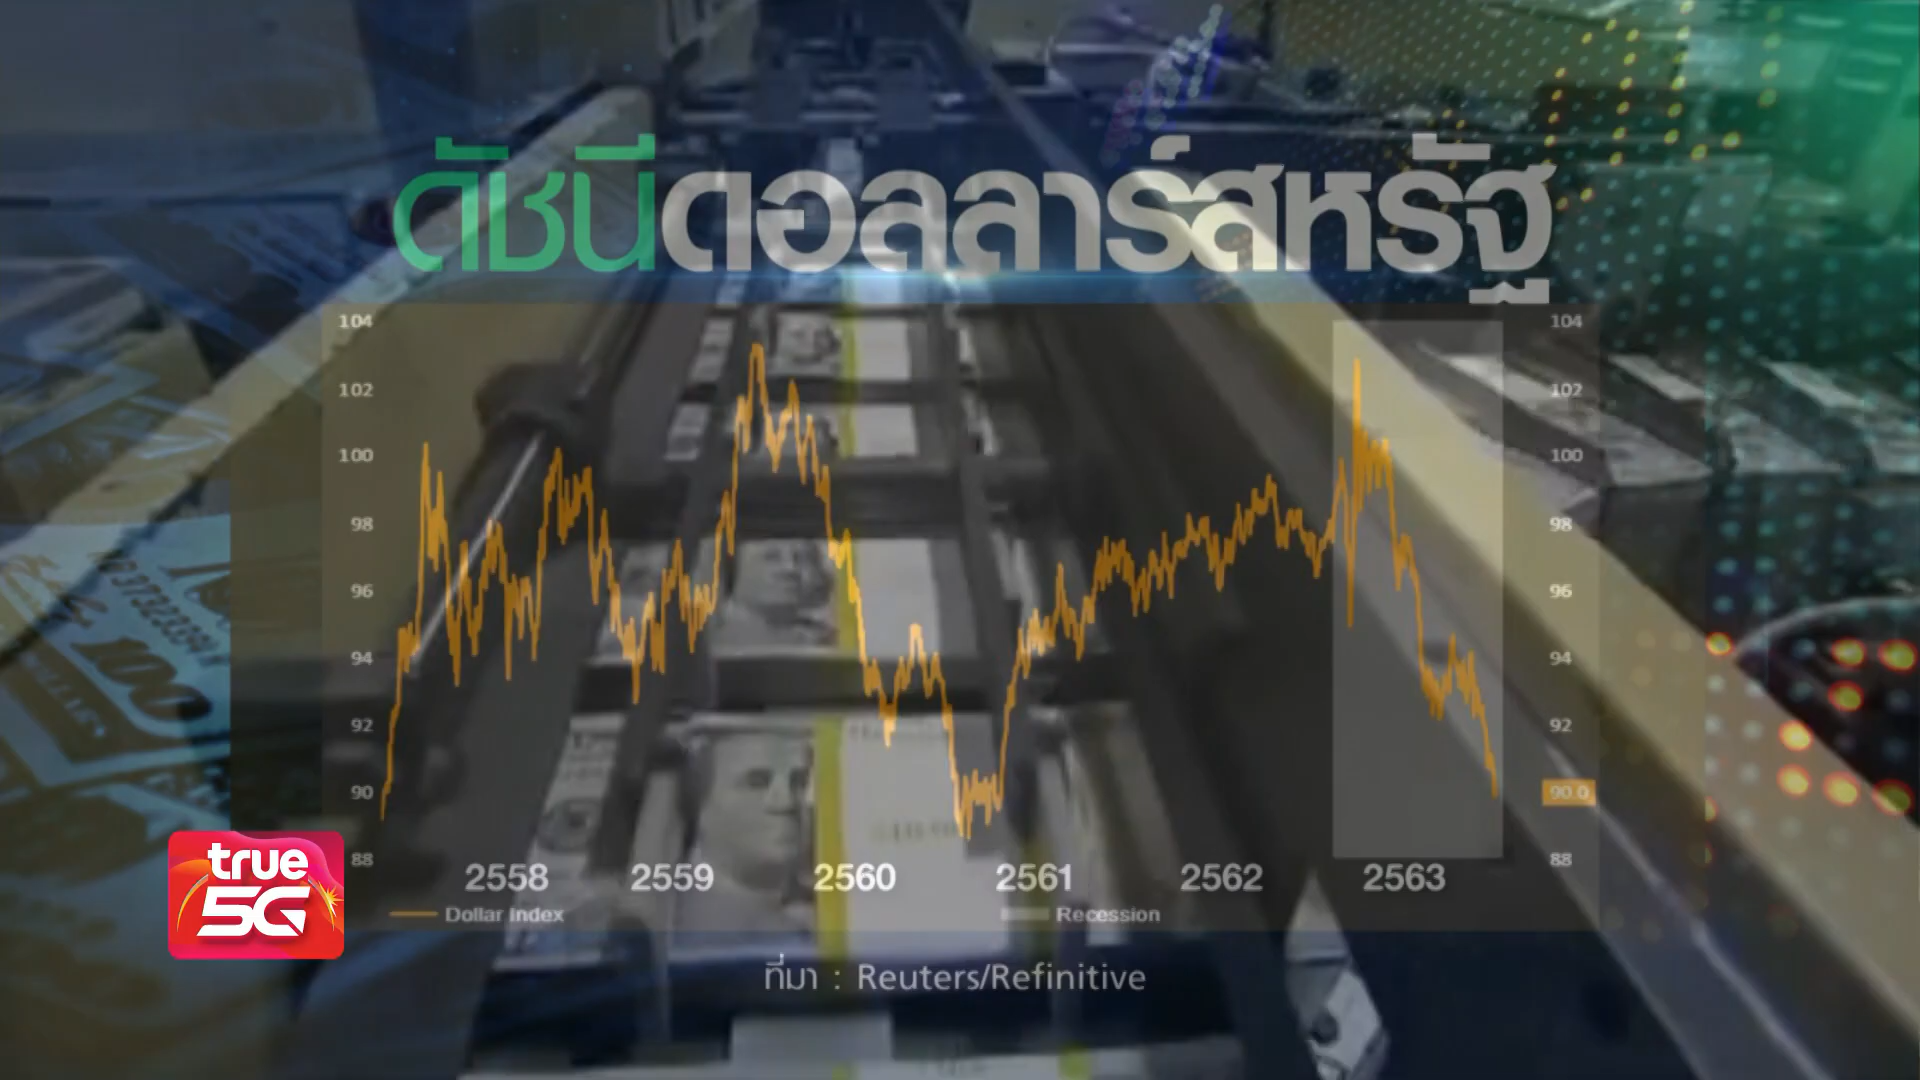 ดัชนีดอลลาร์สหรัฐ
104 104
102 102
100 100
98 98
96 96
94 94
92 92
90 90.0
88 88
2558 2559 2560 2561 2562 2563
Dollar Index Recession
ที่มา : Reuters/Refinitive
true
5G
100